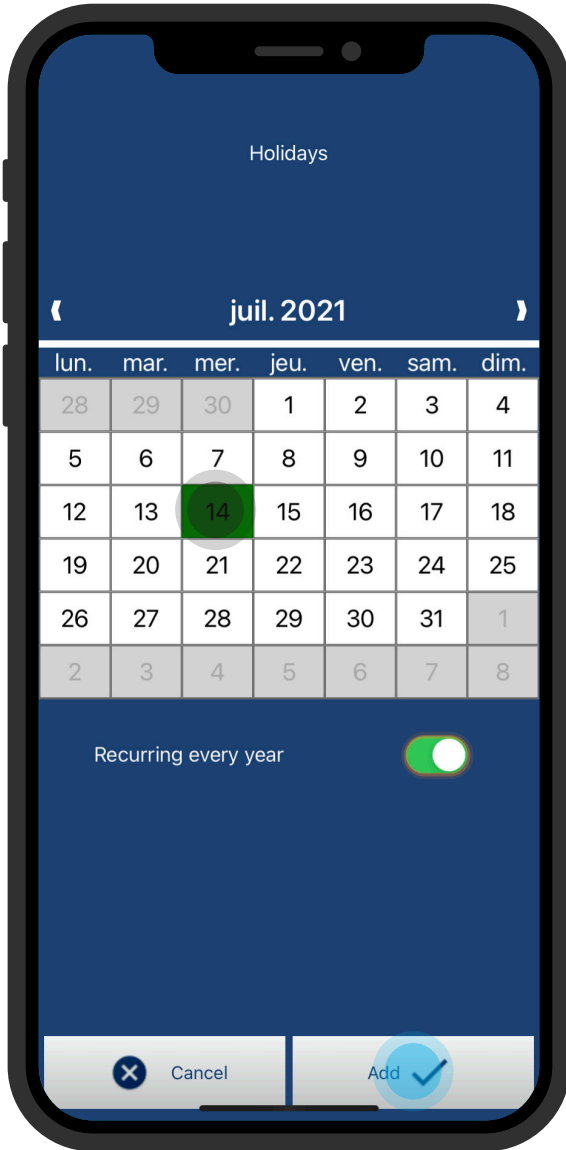 Holidays
juil. 2021
lun. mar. mer. jeu. ven. sam. dim.
28 29 30 1 2 3 4
5 6 7 8 9 10 11
12 13 14 15 16 17 18
19 20 21 22 23 24 25
26 27 28 29 30 31 1
2 3 4 5 6 7 8
Recurring every year
Cancel Add